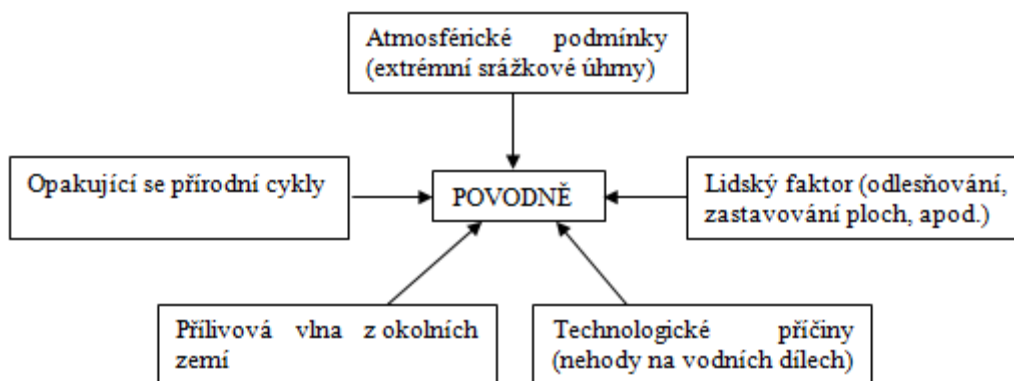 Atmosférické podmínky
(extrémní srážkové úhrny)
Opakující se přírodní cykly
POVODNĚ
Lidský faktor (odlesňování,
zastavování ploch, apod.)
Přílivová vlna z okolních
zemí
Technologické příčiny
(nehody na vodních dílech)